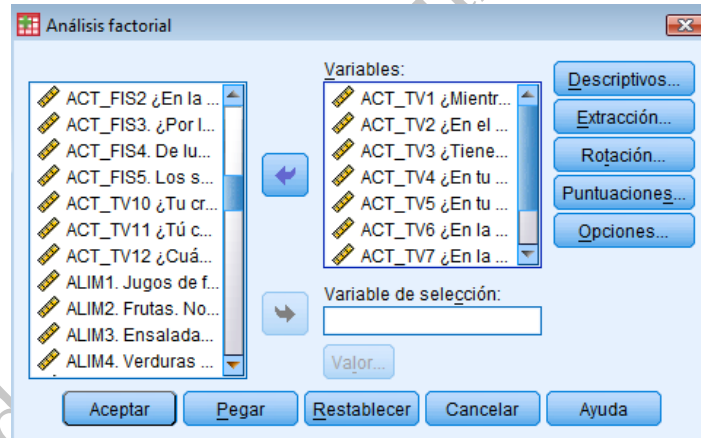 Análisis factorial
ACT_FIS2 ¿En la ...
ACT_FIS3. ¿Por l...
ACT_FIS4. De lu...
ACT_FIS5. Los s...
ACT_TV10 ¿Tu cr...
ACT_TV11 ¿Tú c...
ACT_TV12 ¿Cuá...
ALIM1. Jugos de f...
ALIM2. Frutas. No...
ALIM3. Ensalada...
ALIM4. Verduras ...
Variables:
ACT_TV1 ¿Mientr...
ACT_TV2 ¿En el ...
ACT_TV3 ¿Tiene...
ACT_TV4 ¿En tu ...
ACT_TV5 ¿En tu ...
ACT_TV6 ¿En la ...
ACT_TV7 ¿En la ...
Variable de selección:
Valor...
Descriptivos...
Extracción...
Rotación...
Puntuaciones...
Opciones...
Aceptar
Pegar
Restablecer
Cancelar
Ayuda